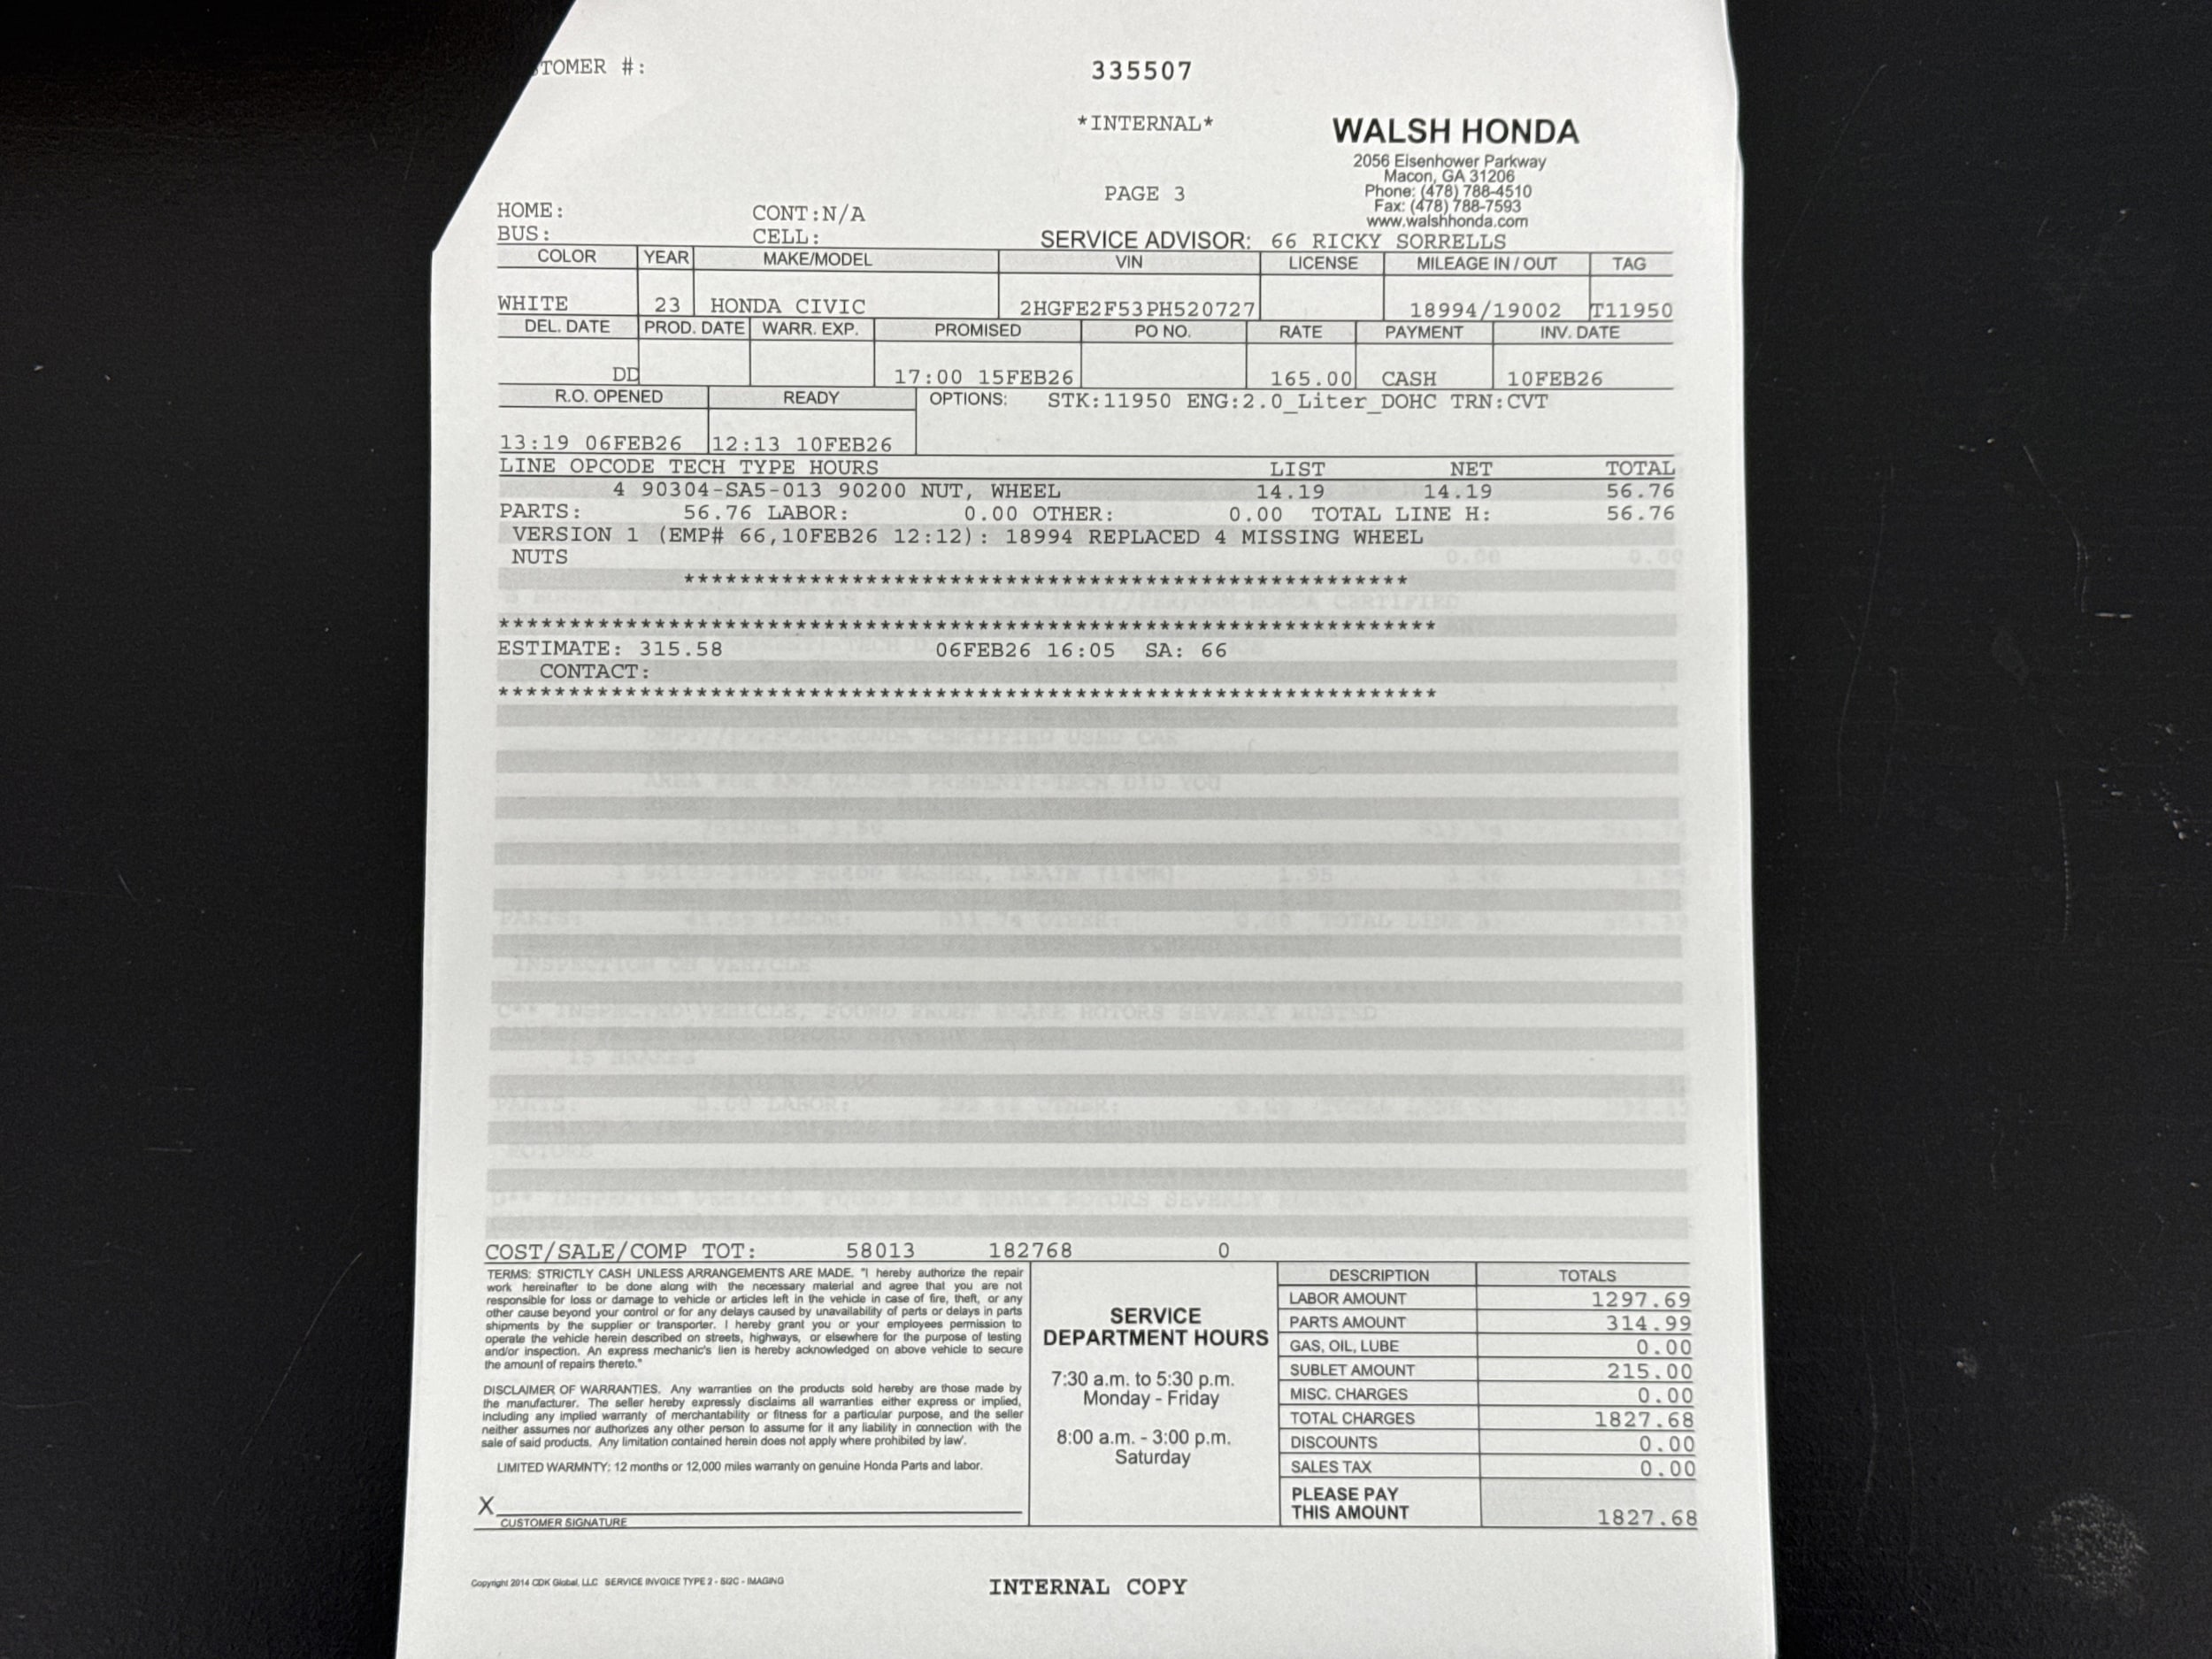 TOMER #:
335507
*INTERNAL*
WALSH HONDA
2056 Eisenhower Parkway
Macon, GA 31206
Phone: (478) 788-4510
Fax: (478) 788-7593
www.walshhonda.com
PAGE 3
HOME: CONT:N/A
BUS: CELL:
SERVICE ADVISOR: 66 RICKY SORRELLS
COLOR YEAR MAKE/MODEL VIN LICENSE MILEAGE IN / OUT TAG
WHITE 23 HONDA CIVIC 2HGFE2F53PH520727 18994/19002 T11950
DEL. DATE PROD. DATE WARR. EXP. PROMISED PO NO. RATE PAYMENT INV. DATE
DD 17:00 15FEB26 165.00 CASH 10FEB26
R.O. OPENED READY OPTIONS: STK:11950 ENG:2.0_Liter_DOHC TRN:CVT
13:19 06FEB26 12:13 10FEB26
LINE OPCODE TECH TYPE HOURS LIST NET TOTAL
4 90304-SA5-013 90200 NUT, WHEEL 14.19 14.19 56.76
PARTS: 56.76 LABOR: 0.00 OTHER: 0.00 TOTAL LINE H: 56.76
VERSION 1 (EMP# 66,10FEB26 12:12): 18994 REPLACED 4 MISSING WHEEL
NUTS
****************************************************
*******************************************************************
ESTIMATE: 315.58 06FEB26 16:05 SA: 66
CONTACT:
*******************************************************************
INSPECTION ON VEHICLE
COST/SALE/COMP TOT: 58013 182768 0
TERMS: STRICTLY CASH UNLESS ARRANGEMENTS ARE MADE. "I hereby authorize the repair
work hereinafter to be done along with the necessary material and agree that you are not
responsible for loss or damage to vehicle or articles left in the vehicle in case of fire, theft, or any
other cause beyond your control or for any delays caused by unavailability of parts or delays in parts
shipments by the supplier or transporter. I hereby grant you or your employees permission to
operate the vehicle herein described on streets, highways, or elsewhere for the purpose of testing
and/or inspection. An express mechanic's lien is hereby acknowledged on above vehicle to secure
the amount of repairs thereto."
DISCLAIMER OF WARRANTIES. Any warranties on the products sold hereby are those made by
the manufacturer. The seller hereby expressly disclaims all warranties either express or implied,
including any implied warranty of merchantability or fitness for a particular purpose, and the seller
neither assumes nor authorizes any other person to assume for it any liability in connection with the
sale of said products. Any limitation contained herein does not apply where prohibited by law'.
LIMITED WARMNTY: 12 months or 12,000 miles warranty on genuine Honda Parts and labor.
X
CUSTOMER SIGNATURE
SERVICE
DEPARTMENT HOURS
7:30 a.m. to 5:30 p.m.
Monday - Friday
8:00 a.m. - 3:00 p.m.
Saturday
DESCRIPTION TOTALS
LABOR AMOUNT 1297.69
PARTS AMOUNT 314.99
GAS, OIL, LUBE 0.00
SUBLET AMOUNT 215.00
MISC. CHARGES 0.00
TOTAL CHARGES 1827.68
DISCOUNTS 0.00
SALES TAX 0.00
PLEASE PAY
THIS AMOUNT 1827.68
Copyright 2014 CDK Global, LLC SERVICE INVOICE TYPE 2 - SI2C - IMAGING
INTERNAL COPY